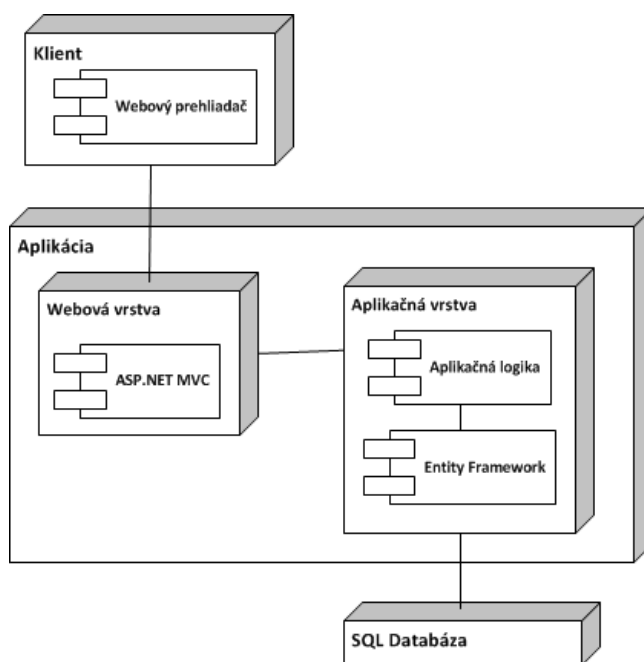 Klient
Webový prehliadač
Aplikácia
Webová vrstva
ASP.NET MVC
Aplikačná vrstva
Aplikačná logika
Entity Framework
SQL Databáza